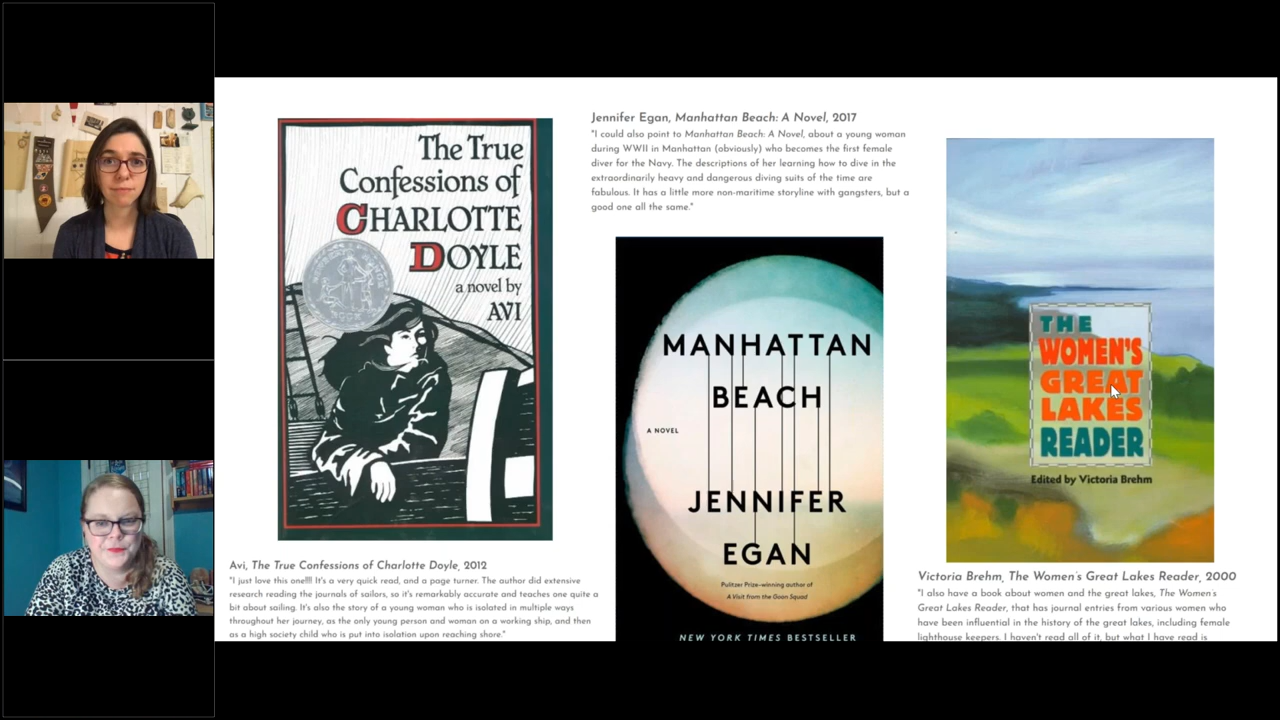 The True
Confessions of
CHARLOTTE
DOYLE
a novel by
AVI
Avi, The True Confessions of Charlotte Doyle, 2012
"I just love this one!!!! It's a very quick read, and a page turner. The author did extensive
research reading the journals of sailors, so it's remarkably accurate and teaches one quite a
bit about sailing. It's also the story of a young woman who is isolated in multiple ways
throughout her journey, as the only young person and woman on a working ship, and then
as a high society child who is put into isolation upon reaching shore."
Jennifer Egan, Manhattan Beach: A Novel, 2017
"I could also point to Manhattan Beach: A Novel, about a young woman
during WWII in Manhattan (obviously) who becomes the first female
diver for the Navy. The descriptions of her learning how to dive in the
extraordinarily heavy and dangerous diving suits of the time are
fabulous. It has a little more non-maritime storyline with gangsters, but a
good one all the same."
MANHATTAN
BEACH
A NOVEL
JENNIFER
EGAN
Pulitzer Prize–winning author of
A Visit from the Goon Squad
NEW YORK TIMES BESTSELLER
THE
WOMEN'S
GREAT
LAKES
READER
Edited by Victoria Brehm
Victoria Brehm, The Women's Great Lakes Reader, 2000
"I also have a book about women and the great lakes, The Women's
Great Lakes Reader, that has journal entries from various women who
have been influential in the history of the great lakes, including female
lighthouse keepers. I haven't read all of it, but what I have read is